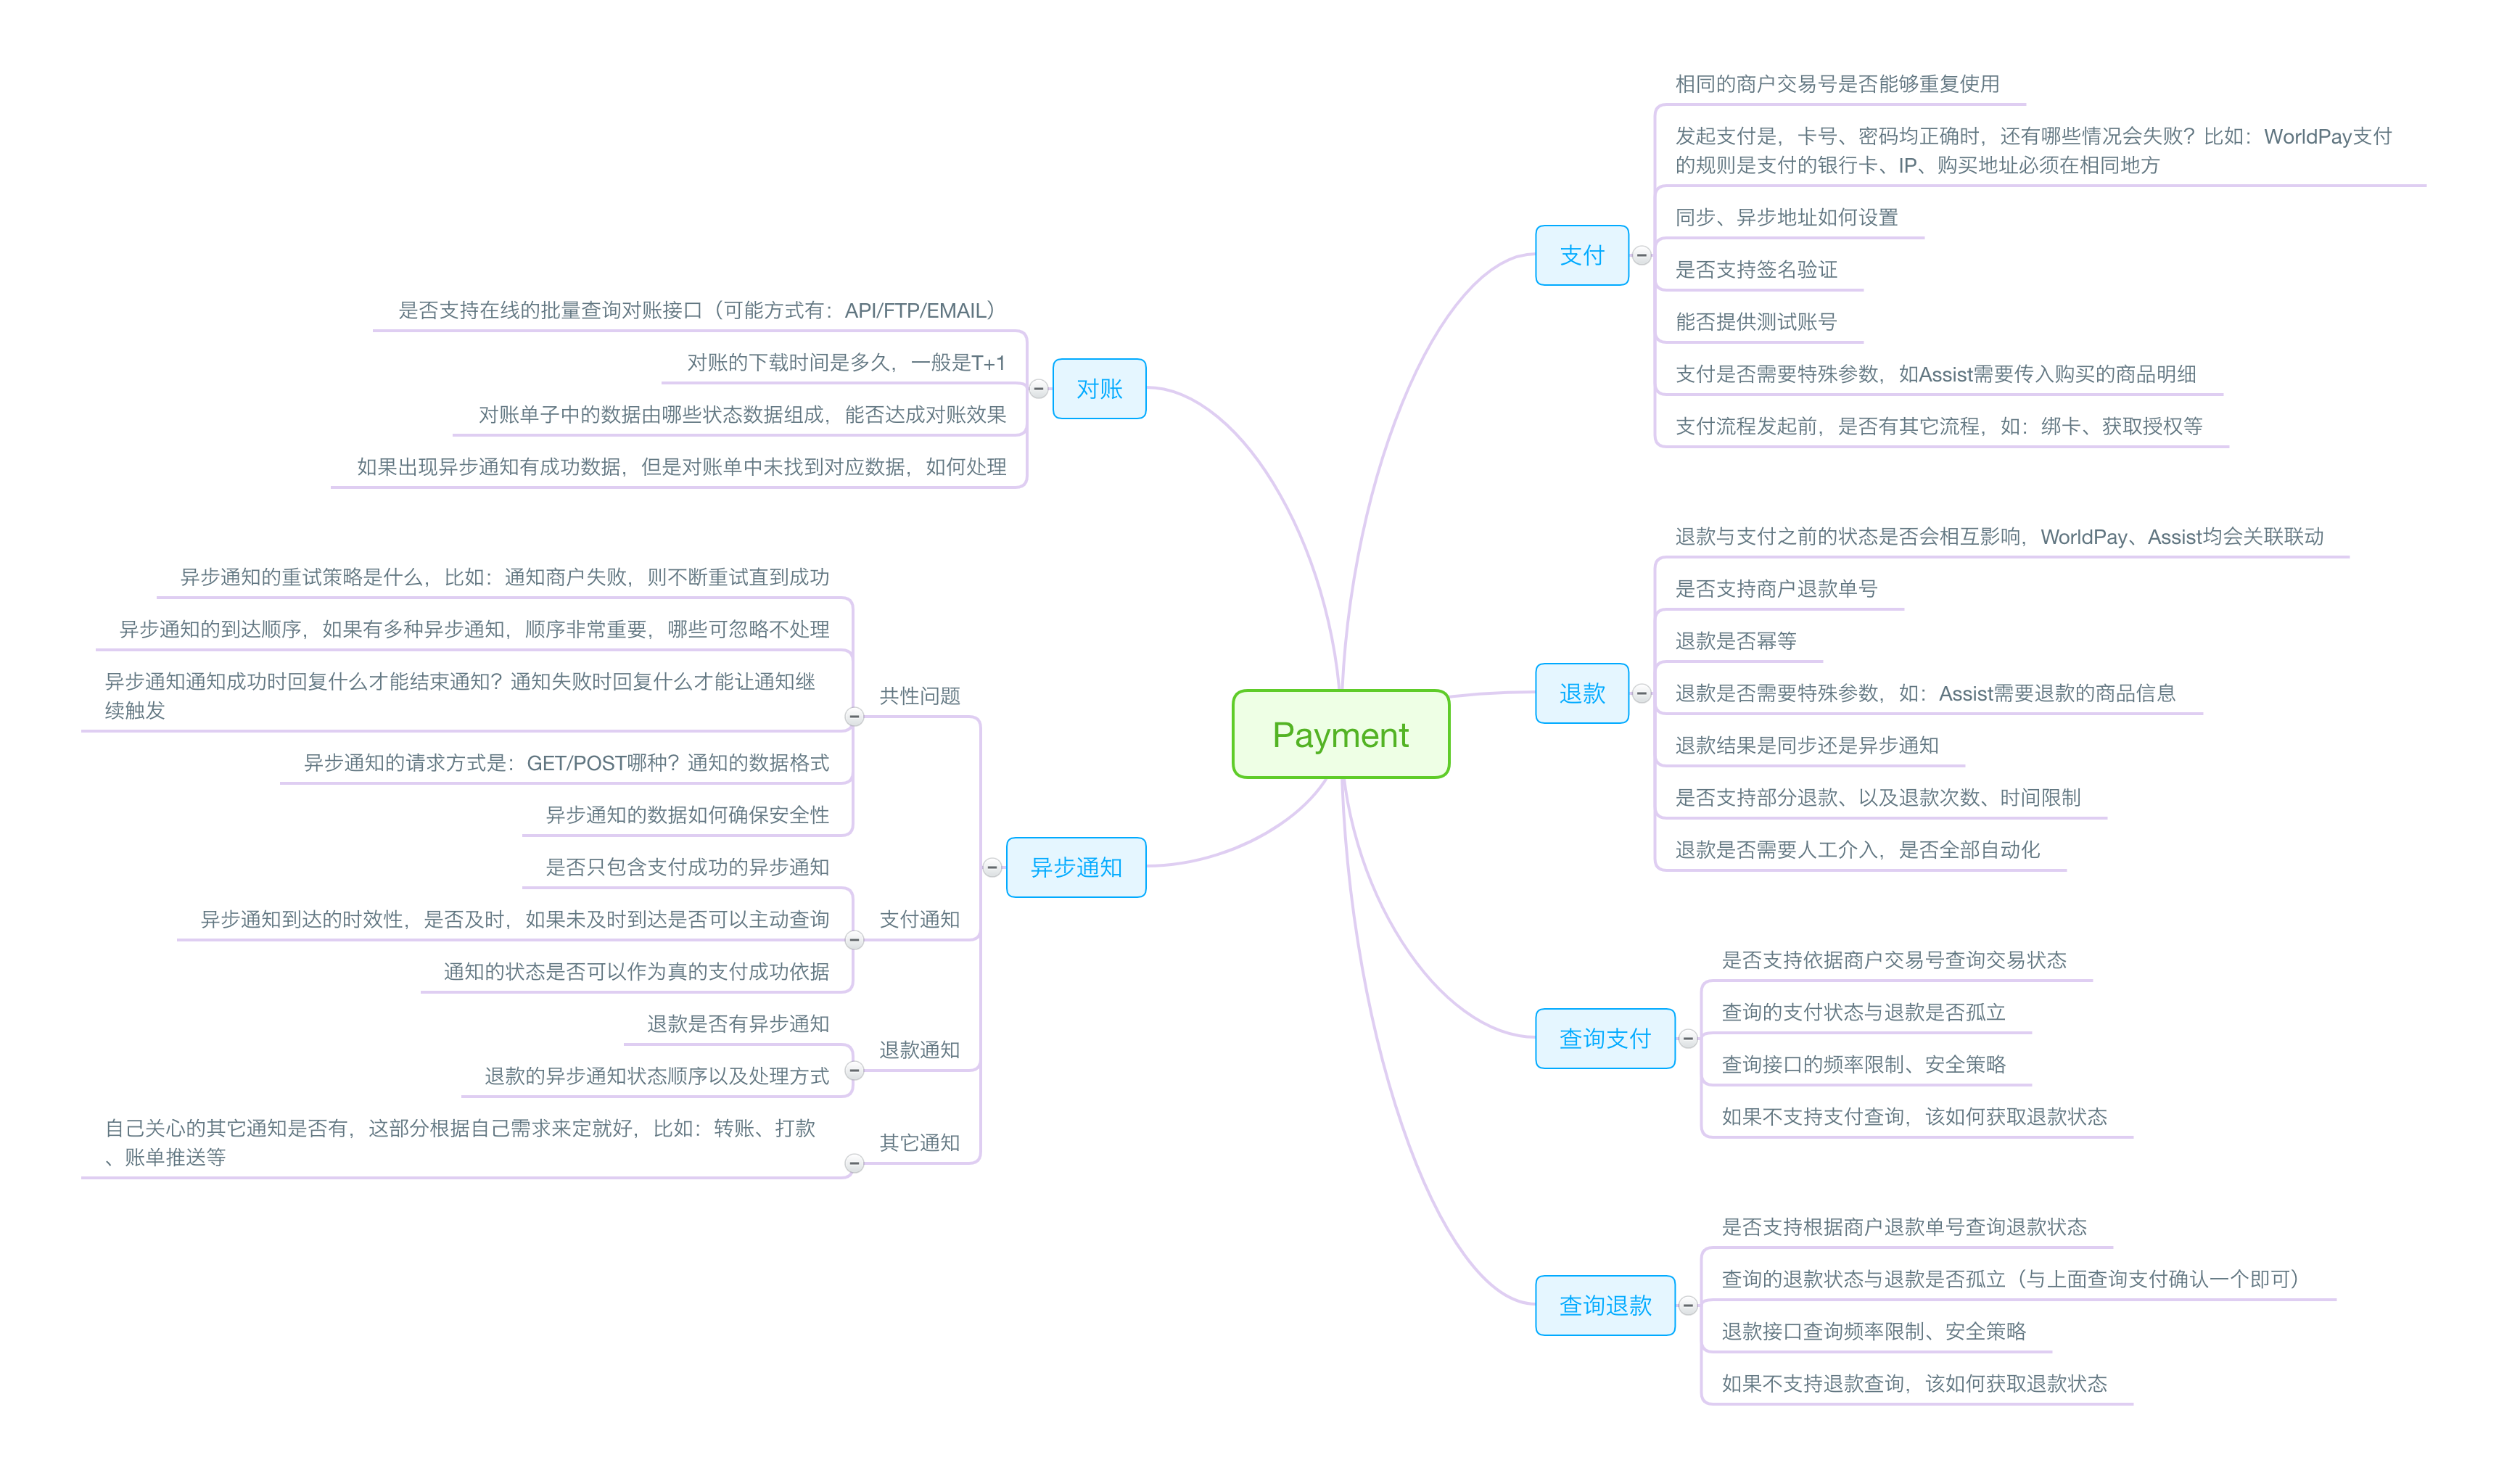 Payment
支付
相同的商户交易号是否能够重复使用
发起支付是，卡号、密码均正确时，还有哪些情况会失败？比如：WorldPay支付
的规则是支付的银行卡、IP、购买地址必须在相同地方
同步、异步地址如何设置
是否支持签名验证
能否提供测试账号
支付是否需要特殊参数，如Assist需要传入购买的商品明细
支付流程发起前，是否有其它流程，如：绑卡、获取授权等
退款
退款与支付之前的状态是否会相互影响，WorldPay、Assist均会关联联动
是否支持商户退款单号
退款是否幂等
退款是否需要特殊参数，如：Assist需要退款的商品信息
退款结果是同步还是异步通知
是否支持部分退款、以及退款次数、时间限制
退款是否需要人工介入，是否全部自动化
查询支付
是否支持依据商户交易号查询交易状态
查询的支付状态与退款是否孤立
查询接口的频率限制、安全策略
如果不支持支付查询，该如何获取退款状态
查询退款
是否支持根据商户退款单号查询退款状态
查询的退款状态与退款是否孤立（与上面查询支付确认一个即可）
退款接口查询频率限制、安全策略
如果不支持退款查询，该如何获取退款状态
对账
是否支持在线的批量查询对账接口（可能方式有：API/FTP/EMAIL）
对账的下载时间是多久，一般是T+1
对账单子中的数据由哪些状态数据组成，能否达成对账效果
如果出现异步通知有成功数据，但是对账单中未找到对应数据，如何处理
异步通知
共性问题
异步通知的重试策略是什么，比如：通知商户失败，则不断重试直到成功
异步通知的到达顺序，如果有多种异步通知，顺序非常重要，哪些可忽略不处理
异步通知通知成功时回复什么才能结束通知？通知失败时回复什么才能让通知继
续触发
异步通知的请求方式是：GET/POST哪种？通知的数据格式
异步通知的数据如何确保安全性
支付通知
是否只包含支付成功的异步通知
异步通知到达的时效性，是否及时，如果未及时到达是否可以主动查询
通知的状态是否可以作为真的支付成功依据
退款通知
退款是否有异步通知
退款的异步通知状态顺序以及处理方式
其它通知
自己关心的其它通知是否有，这部分根据自己需求来定就好，比如：转账、打款
、账单推送等